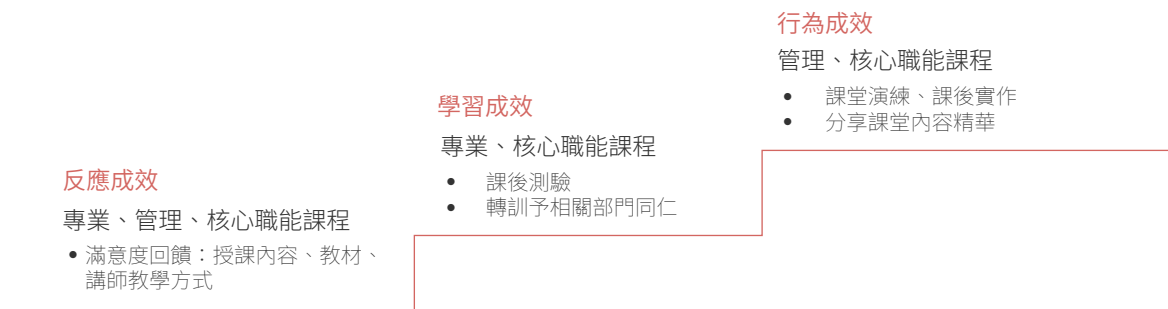 行為成效
管理、核心職能課程
• 課堂演練、課後實作
• 分享課堂內容精華
學習成效
專業、核心職能課程
• 課後測驗
• 轉訓予相關部門同仁
反應成效
專業、管理、核心職能課程
• 滿意度回饋：授課內容、教材、
講師教學方式